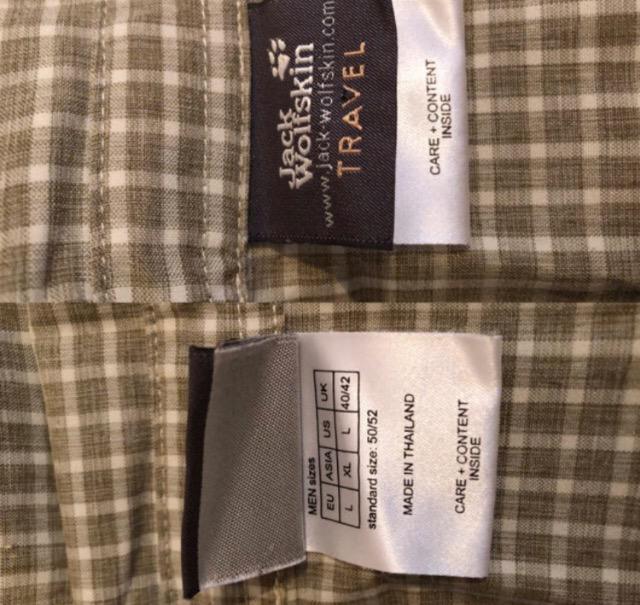 Jack
Wolfskin
www.jack-wolfskin.com
TRAVEL
CARE + CONTENT
INSIDE
MEN sizes
EU ASIA US UK
L XL L 40/42
standard size: 50/52
MADE IN THAILAND
CARE + CONTENT
INSIDE